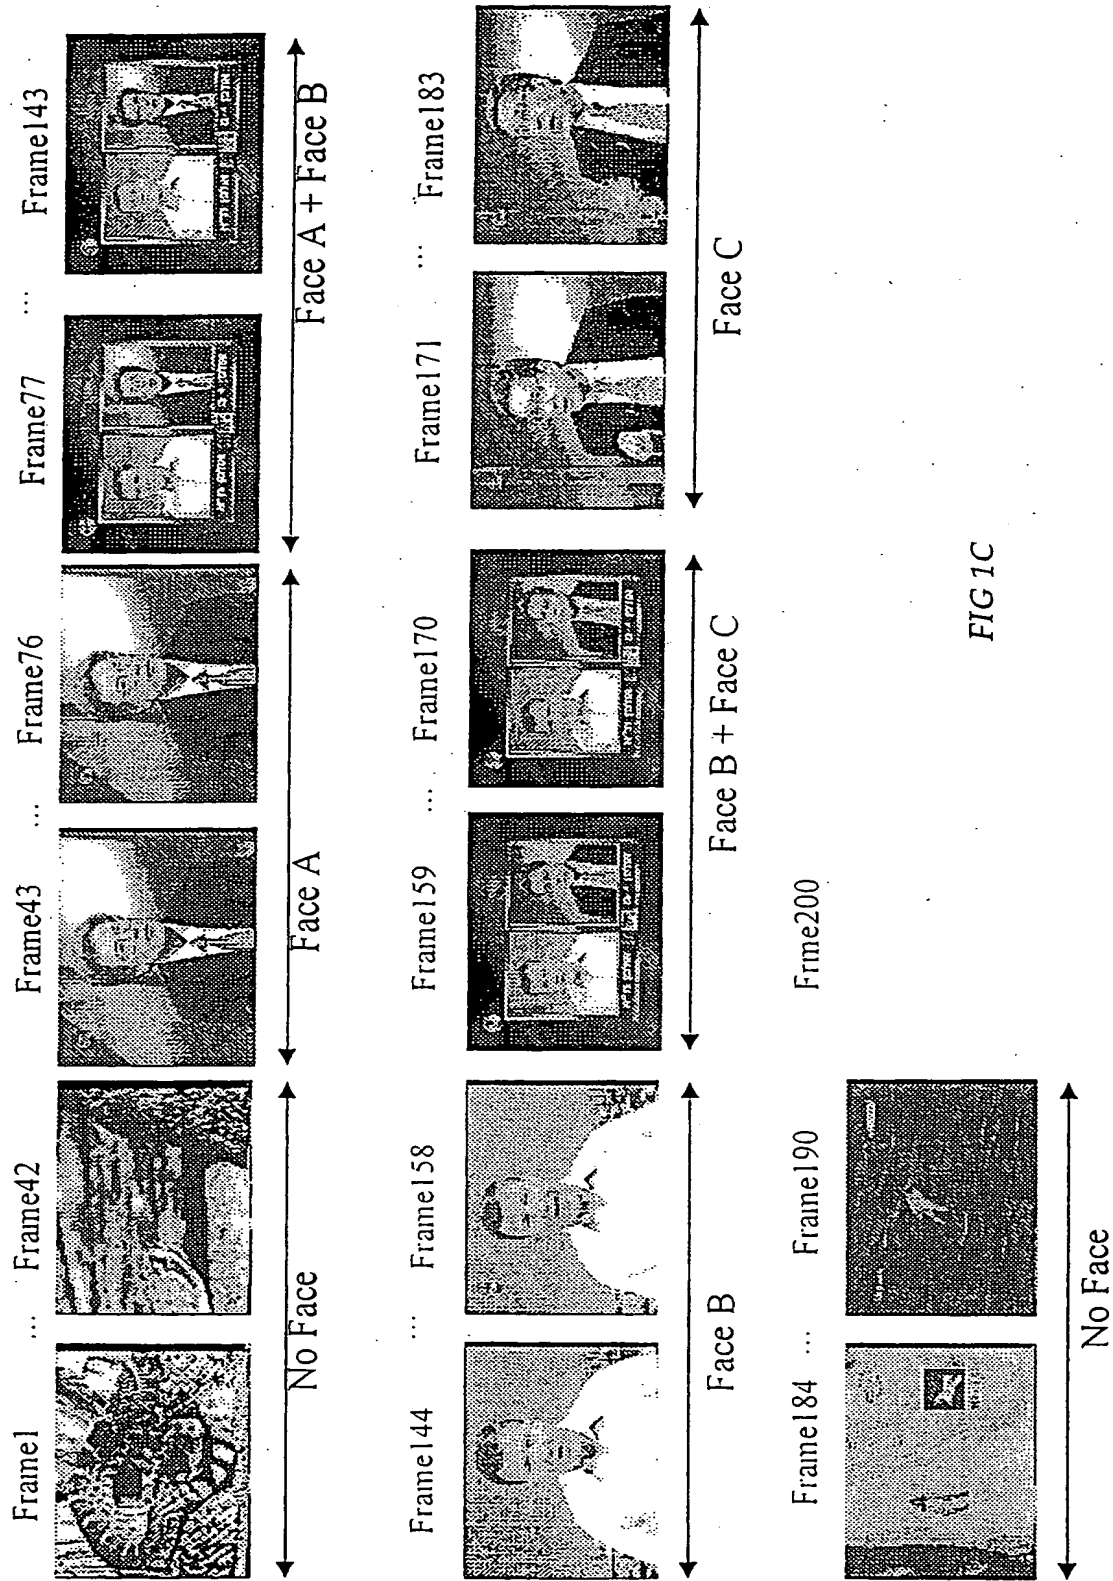 Frame1 ... Frame42 Frame43 ... Frame76 Frame77 ... Frame143
No Face Face A Face A + Face B
Frame144 ... Frame158 Frame159 ... Frame170 Frame171 ... Frame183
Face B Face B + Face C Face C
Frame184 ... Frame190 Frme200
No Face
FIG 1C